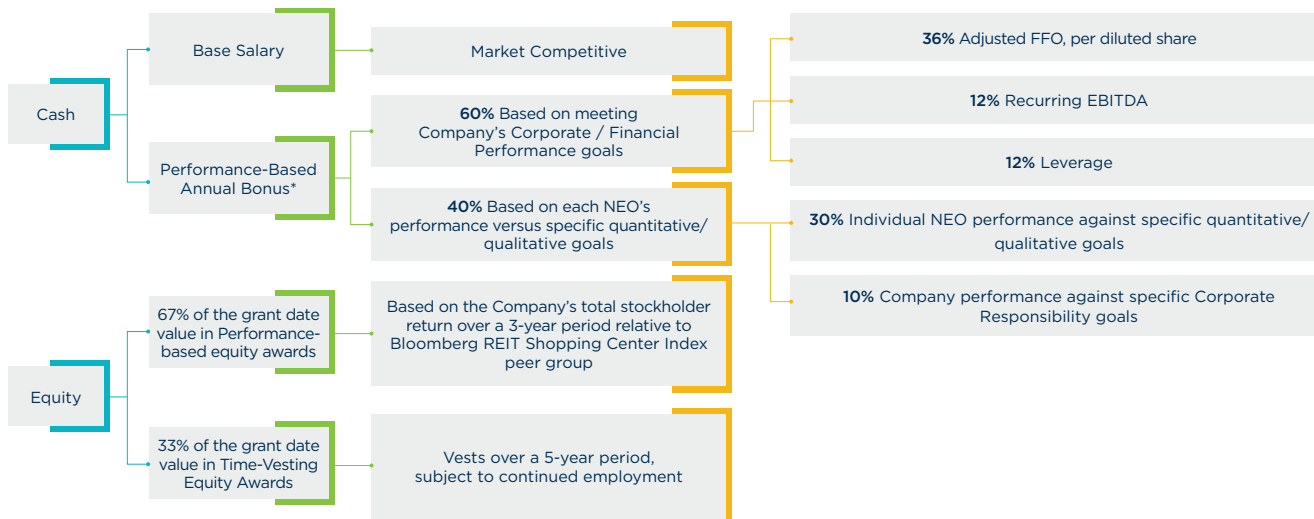 Cash
Base Salary
Market Competitive
Performance-Based
Annual Bonus*
60% Based on meeting
Company's Corporate / Financial
Performance goals
36% Adjusted FFO, per diluted share
12% Recurring EBITDA
12% Leverage
40% Based on each NEO's
performance versus specific quantitative/
qualitative goals
30% Individual NEO performance against specific quantitative/
qualitative goals
10% Company performance against specific Corporate
Responsibility goals
Equity
67% of the grant date
value in Performance-
based equity awards
Based on the Company's total stockholder
return over a 3-year period relative to
Bloomberg REIT Shopping Center Index
peer group
33% of the grant date
value in Time-Vesting
Equity Awards
Vests over a 5-year period,
subject to continued employment